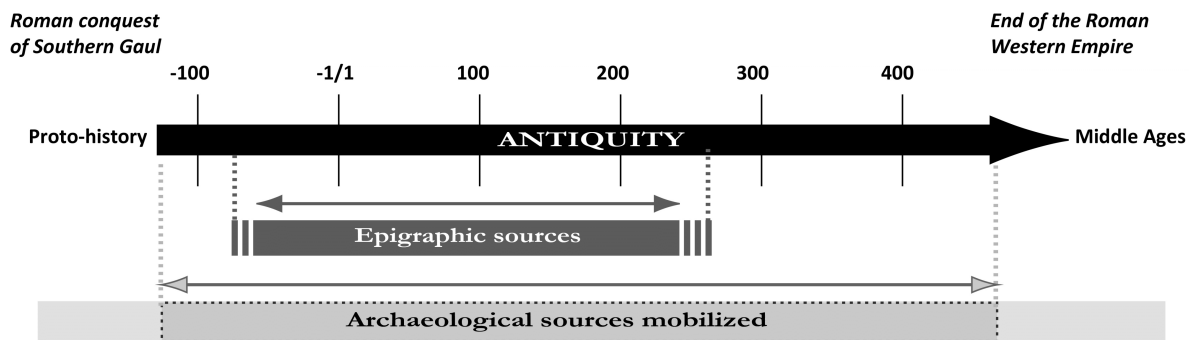 Roman conquest
of Southern Gaul
End of the Roman
Western Empire
-100
-1/1
100
200
300
400
Proto-history
ANTIQUITY
Middle Ages
Epigraphic sources
Archaeological sources mobilized